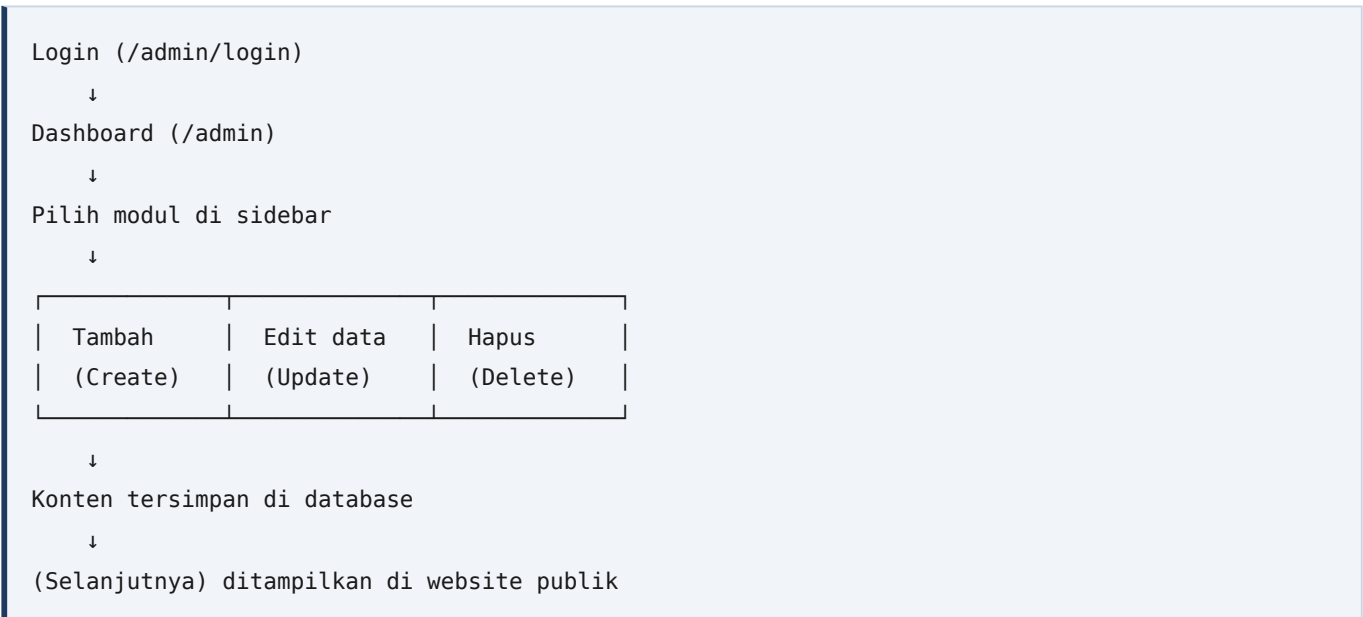 Login (/admin/login)
↓
Dashboard (/admin)
↓
Pilih modul di sidebar
↓
┌─────────────┬──────────────┬─────────────┐
│  Tambah     │  Edit data   │  Hapus      │
│  (Create)   │  (Update)    │  (Delete)   │
└─────────────┴──────────────┴─────────────┘
↓
Konten tersimpan di database
↓
(Selanjutnya) ditampilkan di website publik